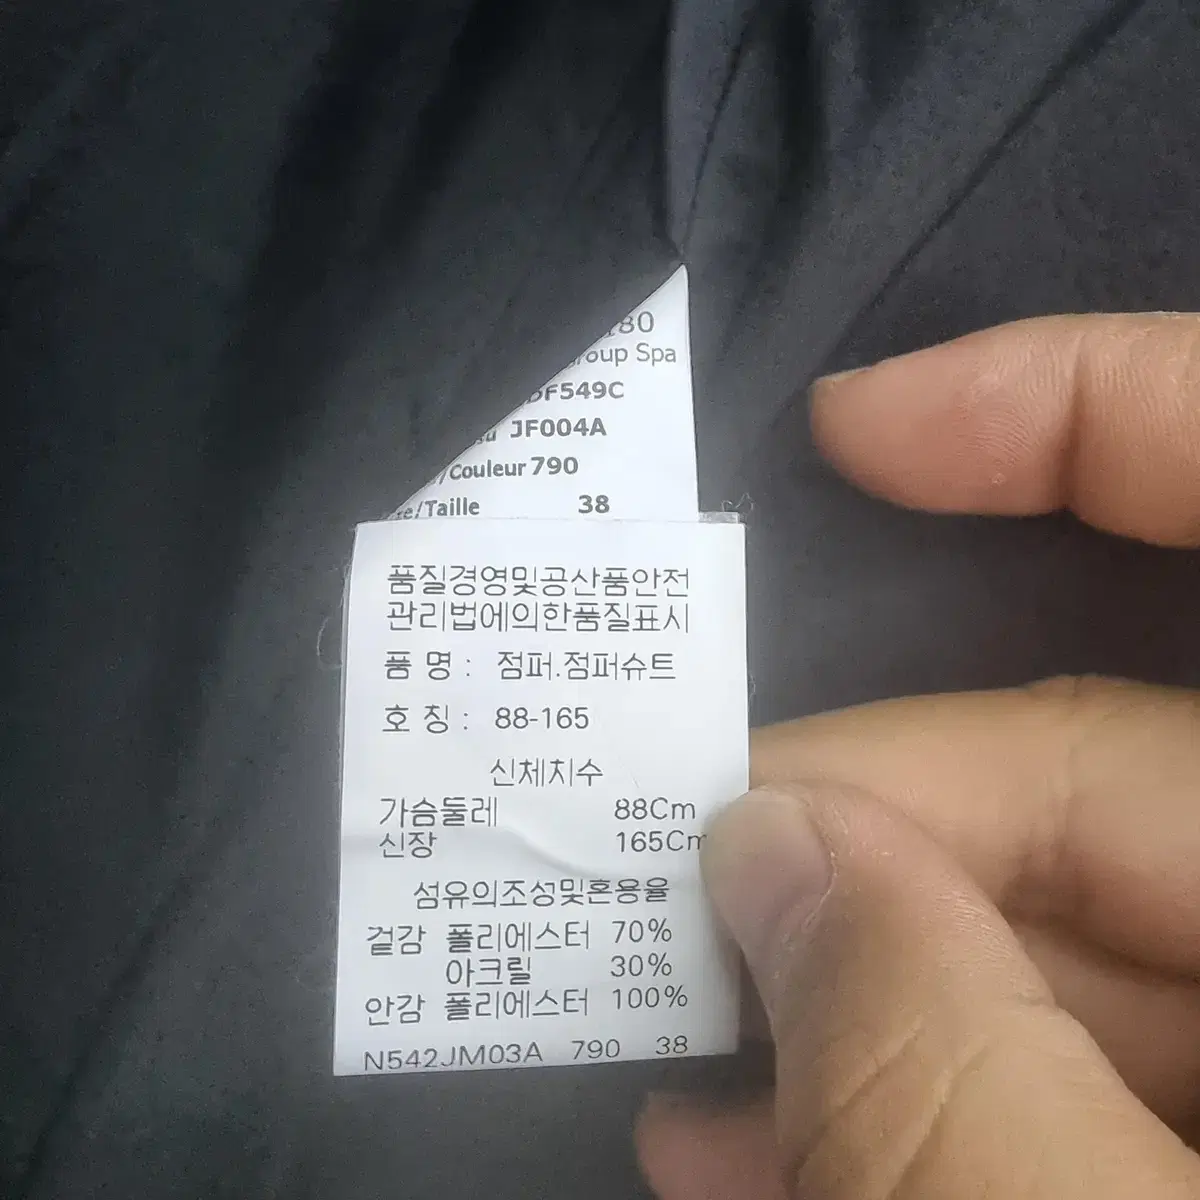 80
Group Spa
DF549C
JF004A
/Couleur 790
/Taille 38
품질경영및공산품안전
관리법에의한품질표시
품 명 : 점퍼.점퍼슈트
호 칭 : 88-165
신체치수
가슴둘레 88Cm
신장 165Cm
섬유의조성및혼용율
겉감 폴리에스터 70%
아크릴 30%
안감 폴리에스터 100%
N542JM03A 790 38